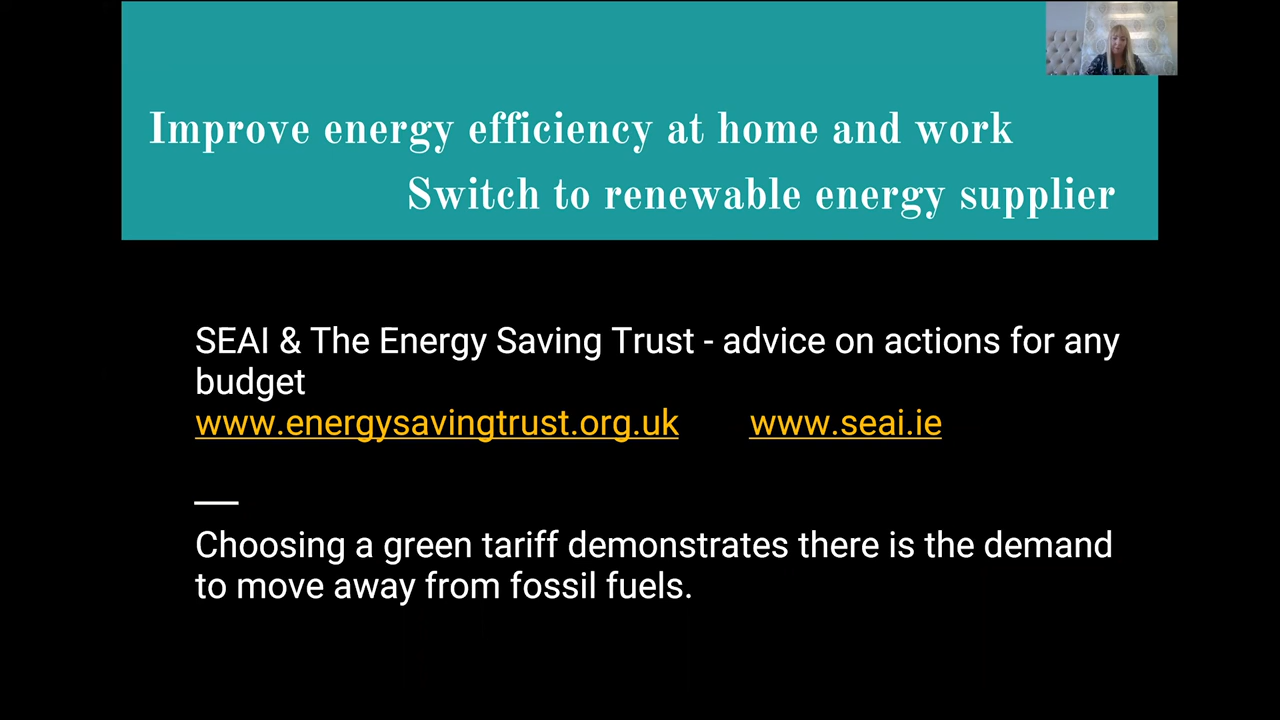 Improve energy efficiency at home and work
Switch to renewable energy supplier
SEAI & The Energy Saving Trust - advice on actions for any
budget
www.energysavingtrust.org.uk www.seai.ie
Choosing a green tariff demonstrates there is the demand
to move away from fossil fuels.